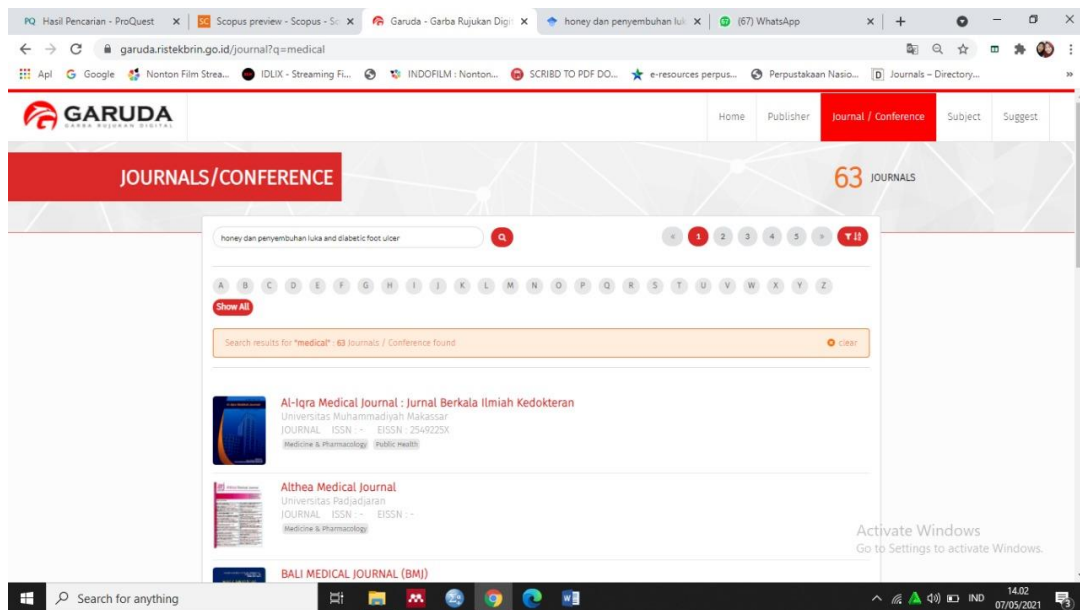 Hasil Pencarian - ProQuest
Scopus preview - Scopus - Sc
Garuda - Garba Rujukan Digi
honey dan penyembuhan luk
(67) WhatsApp
garuda.ristekbrin.go.id/journal?q=medical
Apl
Google
Nonton Film Strea...
IDLIX - Streaming Fi...
INDOFILM : Nonton...
SCRIBD TO PDF DO...
e-resources perpus...
Perpustakaan Nasio...
Journals – Directory...
GARUDA
GARBA RUJUKAN DIGITAL
Home
Publisher
Journal / Conference
Subject
Suggest
JOURNALS/CONFERENCE
63 JOURNALS
honey dan penyembuhan luka and diabetic foot ulcer
« 1 2 3 4 5 »
A B C D E F G H I J K L M N O P Q R S T U V W X Y Z
Show All
Search results for "medical" : 63 Journals / Conference found
clear
Al-Iqra Medical Journal : Jurnal Berkala Ilmiah Kedokteran
Universitas Muhammadiyah Makassar
JOURNAL ISSN : - EISSN : 2549225X
Medicine & Pharmacology Public Health
Althea Medical Journal
Universitas Padjadjaran
JOURNAL ISSN : - EISSN : -
Medicine & Pharmacology
BALI MEDICAL JOURNAL (BMJ)
Activate Windows
Go to Settings to activate Windows.
Search for anything
IND
14.02
07/05/2021